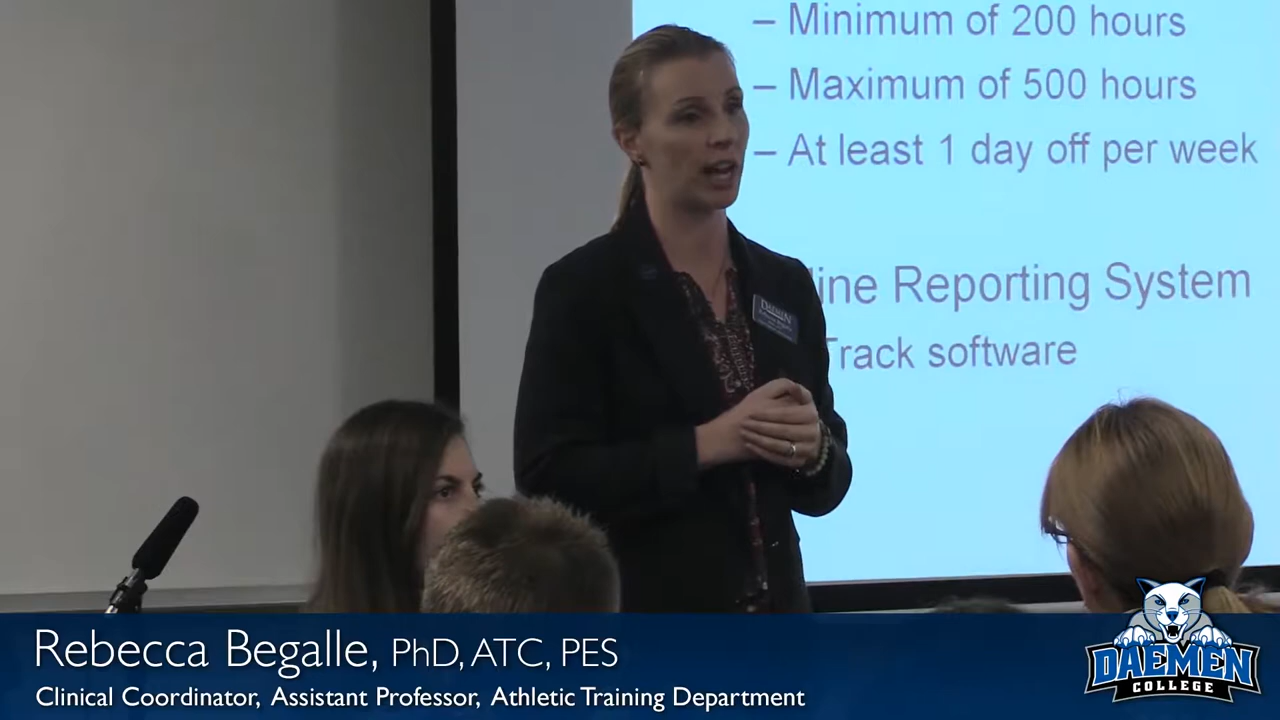 – Minimum of 200 hours
– Maximum of 500 hours
– At least 1 day off per week
line Reporting System
Track software
DAEMEN
Rebecca Begalle, PhD, ATC, PES
Clinical Coordinator, Assistant Professor, Athletic Training Department
DAEMEN
COLLEGE